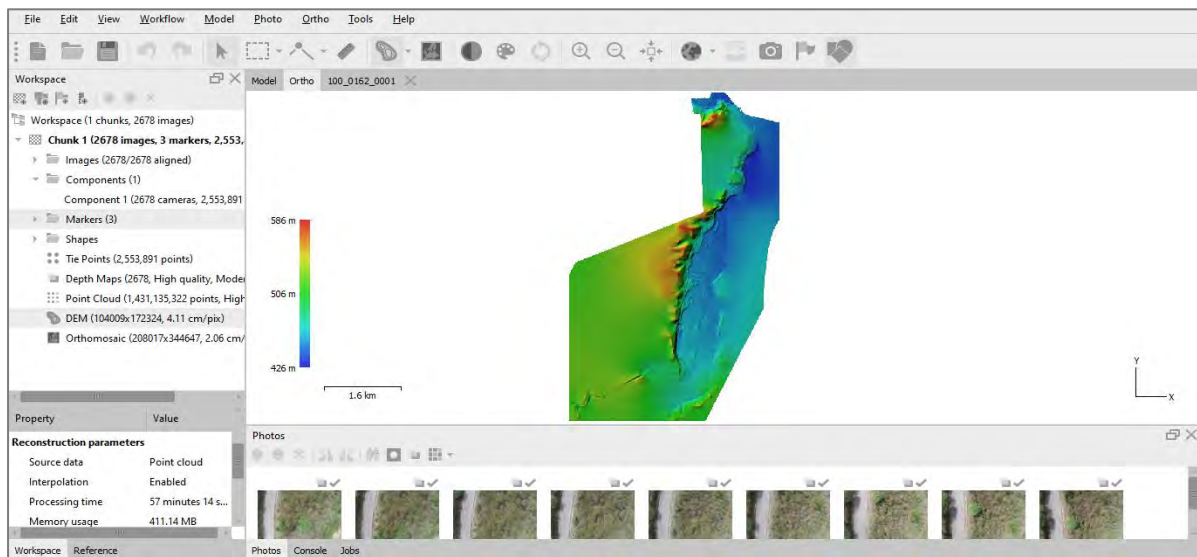 File Edit View Workflow Model Photo Ortho Tools Help
Workspace
Model Ortho 100_0162_0001
Workspace (1 chunks, 2678 images)
Chunk 1 (2678 images, 3 markers, 2,553,
Images (2678/2678 aligned)
Components (1)
Component 1 (2678 cameras, 2,553,891
Markers (3)
Shapes
Tie Points (2,553,891 points)
Depth Maps (2678, High quality, Mode
Point Cloud (1,431,135,322 points, High
DEM (104009x172324, 4.11 cm/pix)
Orthomosaic (208017x344647, 2.06 cm/
586 m
506 m
426 m
1.6 km
Y
X
Property Value
Reconstruction parameters
Source data Point cloud
Interpolation Enabled
Processing time 57 minutes 14 s...
Memory usage 411.14 MB
Workspace Reference
Photos
Photos Console Jobs